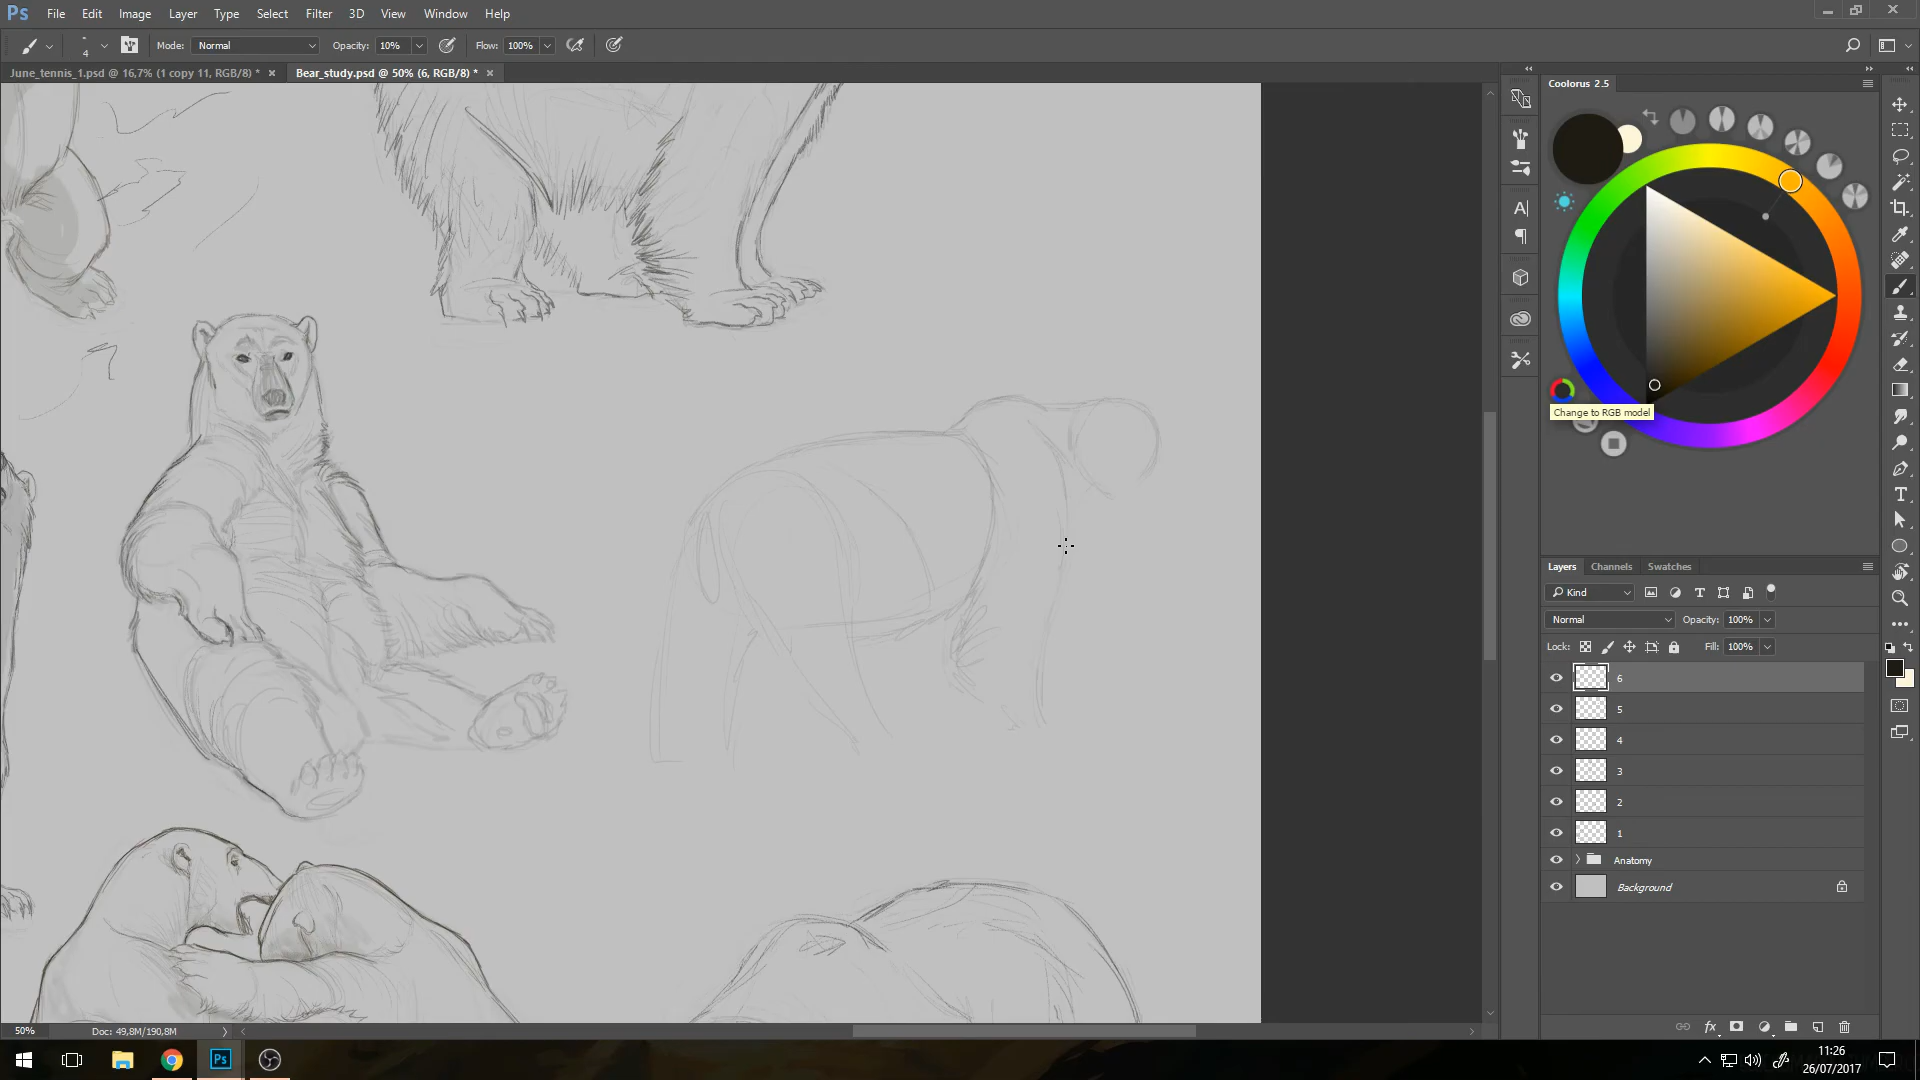 Ps File Edit Image Layer Type Select Filter 3D View Window Help
4 Mode: Normal Opacity: 10% Flow: 100%
June_tennis_1.psd @ 16,7% (1 copy 11, RGB/8) * × Bear_study.psd @ 50% (6, RGB/8) * ×
Coolorus 2.5
Change to RGB model
Layers Channels Swatches
Kind
Normal Opacity: 100%
Lock: Fill: 100%
6
5
4
3
2
1
Anatomy
Background
50% Doc: 49,8M/190,8M
Ps
11:26
26/07/2017